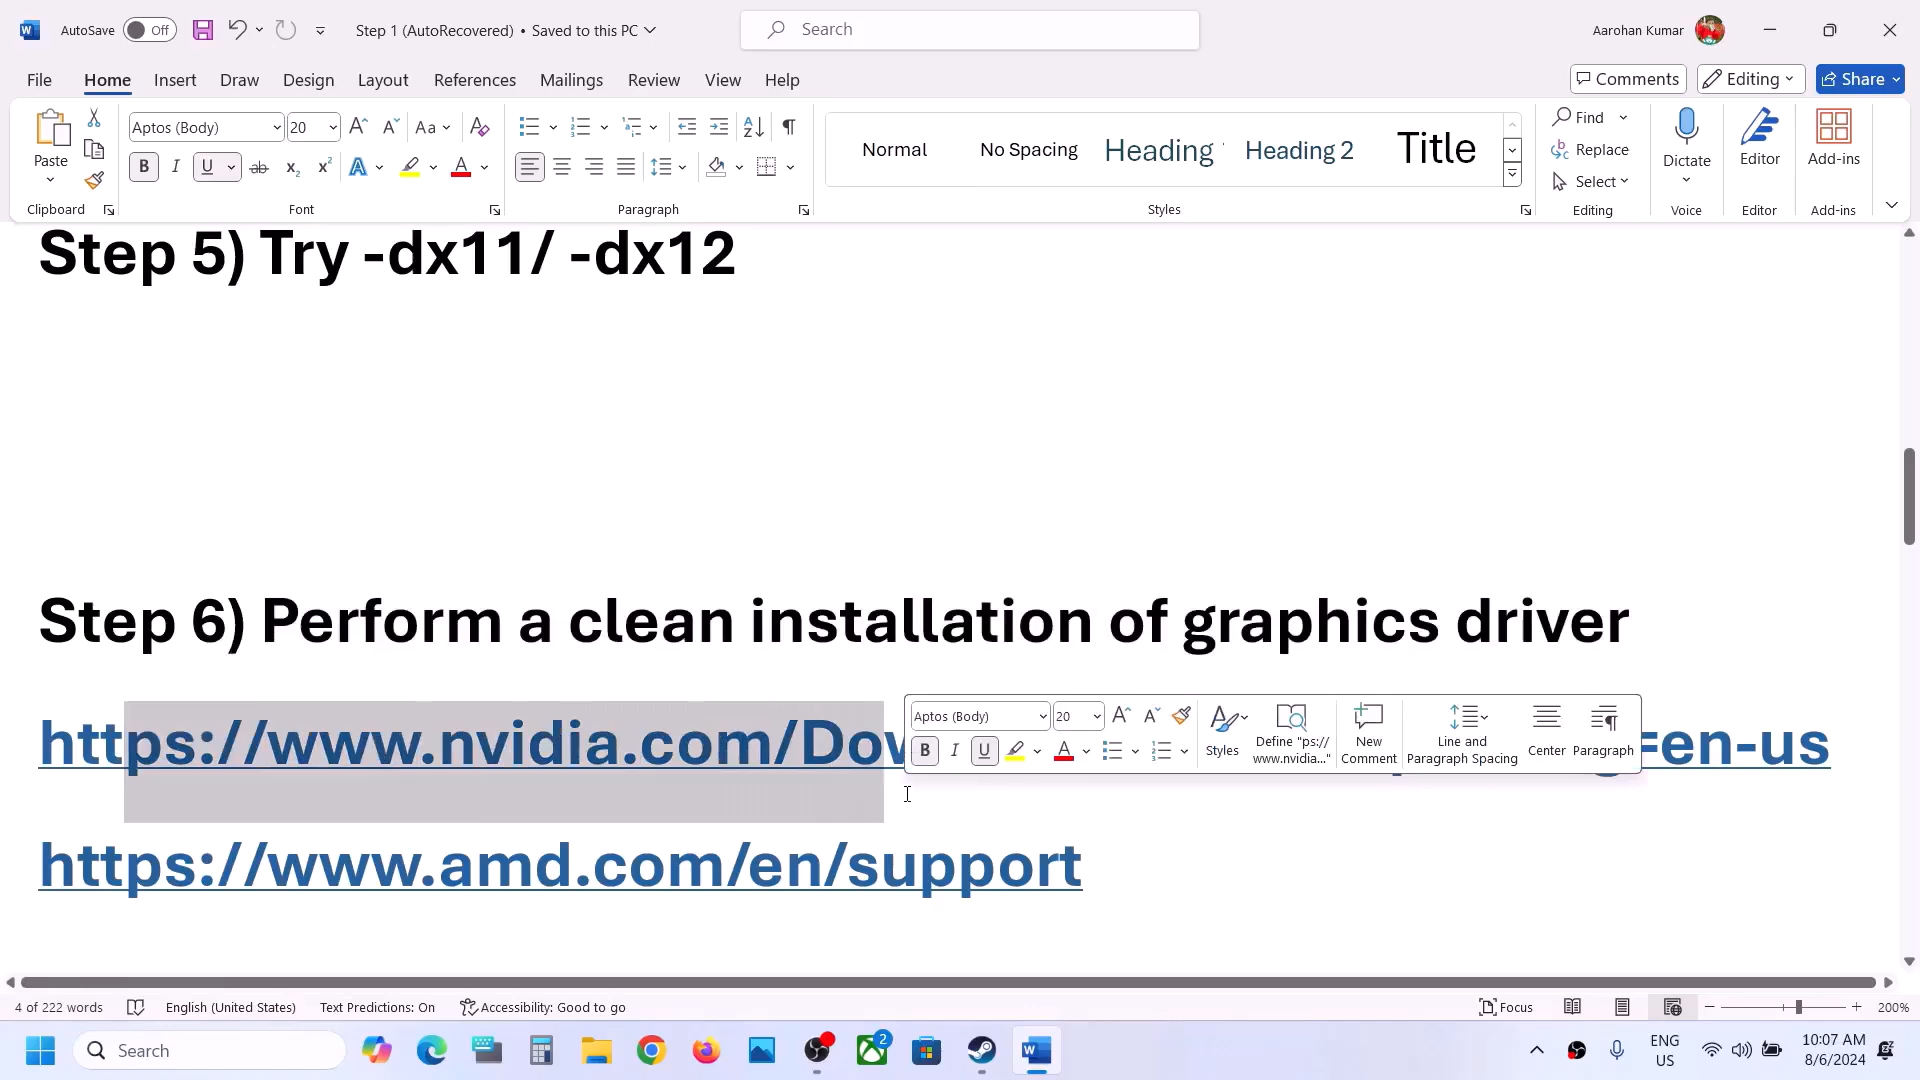 AutoSave Off Step 1 (AutoRecovered) • Saved to this PC Search Aarohan Kumar
File Home Insert Draw Design Layout References Mailings Review View Help Comments Editing Share
Paste
Clipboard
Aptos (Body) 20
Aa
B I U ab x₂ x² A A
Font
Paragraph
Normal No Spacing Heading Heading 2 Title
Styles
Find
Replace
Select
Editing
Dictate
Voice
Editor
Editor
Add-ins
Add-ins
Step 5) Try -dx11/ -dx12
Step 6) Perform a clean installation of graphics driver
https://www.nvidia.com/Dow =en-us
Aptos (Body) 20
B I U A
Styles
Define "ps://
www.nvidia..."
New
Comment
Line and
Paragraph Spacing
Center
Paragraph
https://www.amd.com/en/support
4 of 222 words English (United States) Text Predictions: On Accessibility: Good to go Focus 200%
Search 2 ENG
US
10:07 AM
8/6/2024